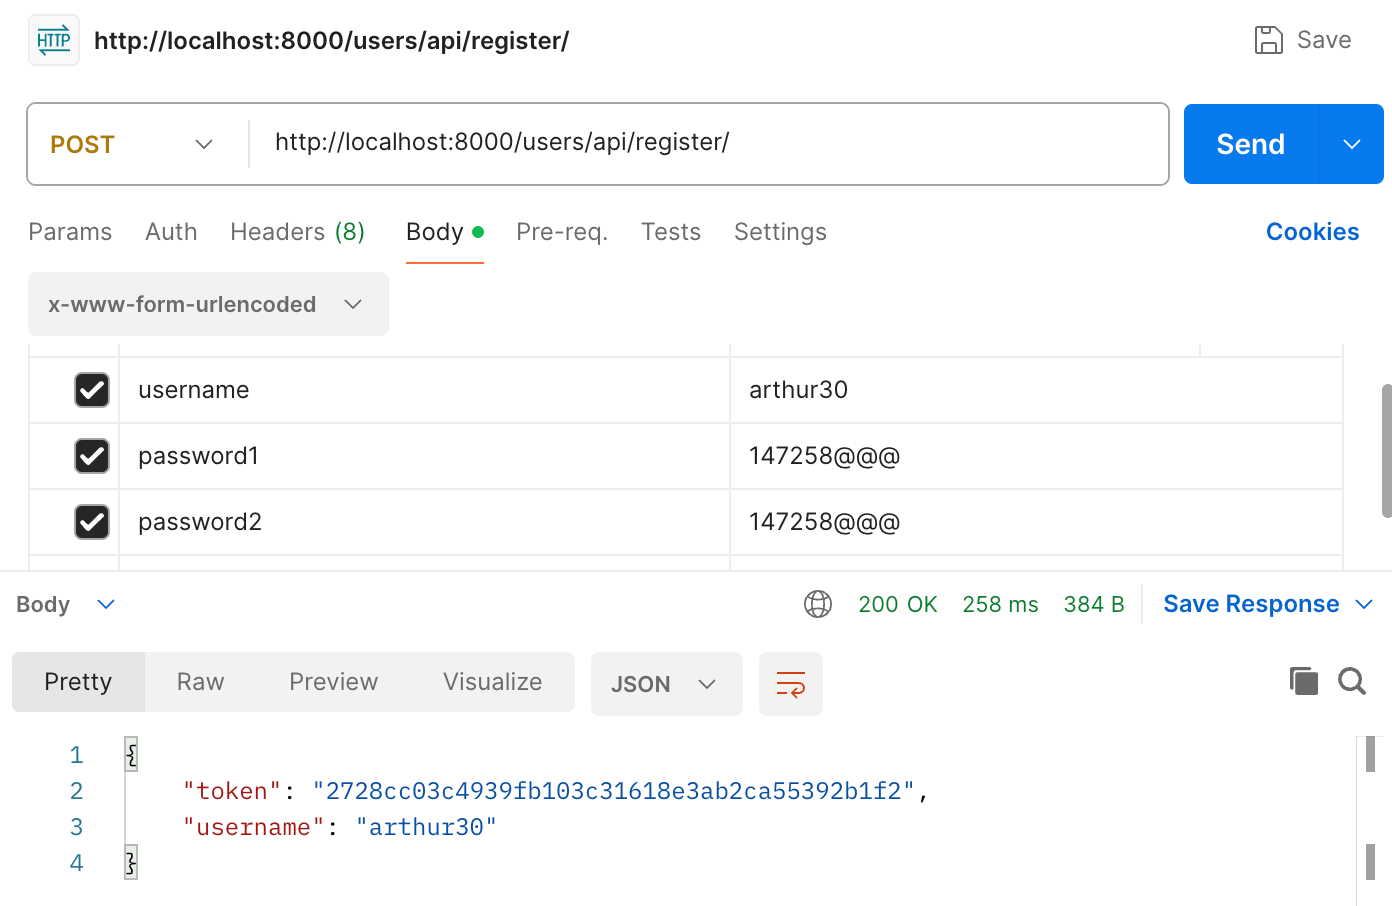 HTTP http://localhost:8000/users/api/register/ Save
POST http://localhost:8000/users/api/register/ Send
Params Auth Headers (8) Body Pre-req. Tests Settings Cookies
x-www-form-urlencoded
username arthur30
password1 147258@@@
password2 147258@@@
Body 200 OK 258 ms 384 B Save Response
Pretty Raw Preview Visualize JSON
1 {
2 "token": "2728cc03c4939fb103c31618e3ab2ca55392b1f2",
3 "username": "arthur30"
4 }